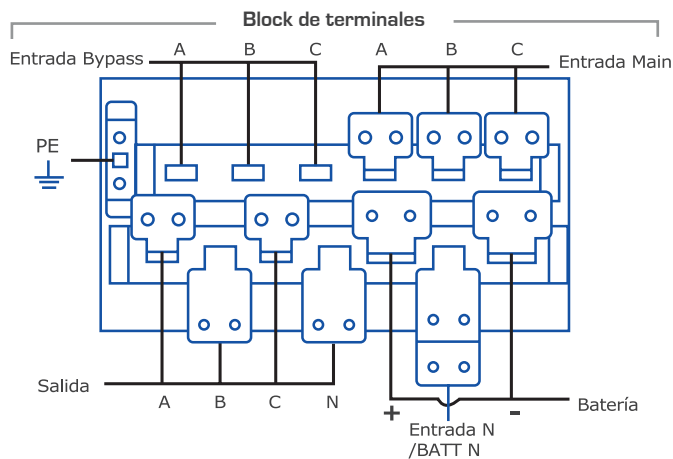 Block de terminales
Entrada Bypass
A B C
A B C
Entrada Main
PE
Salida
A B C N
+ -
Batería
Entrada N
/BATT N